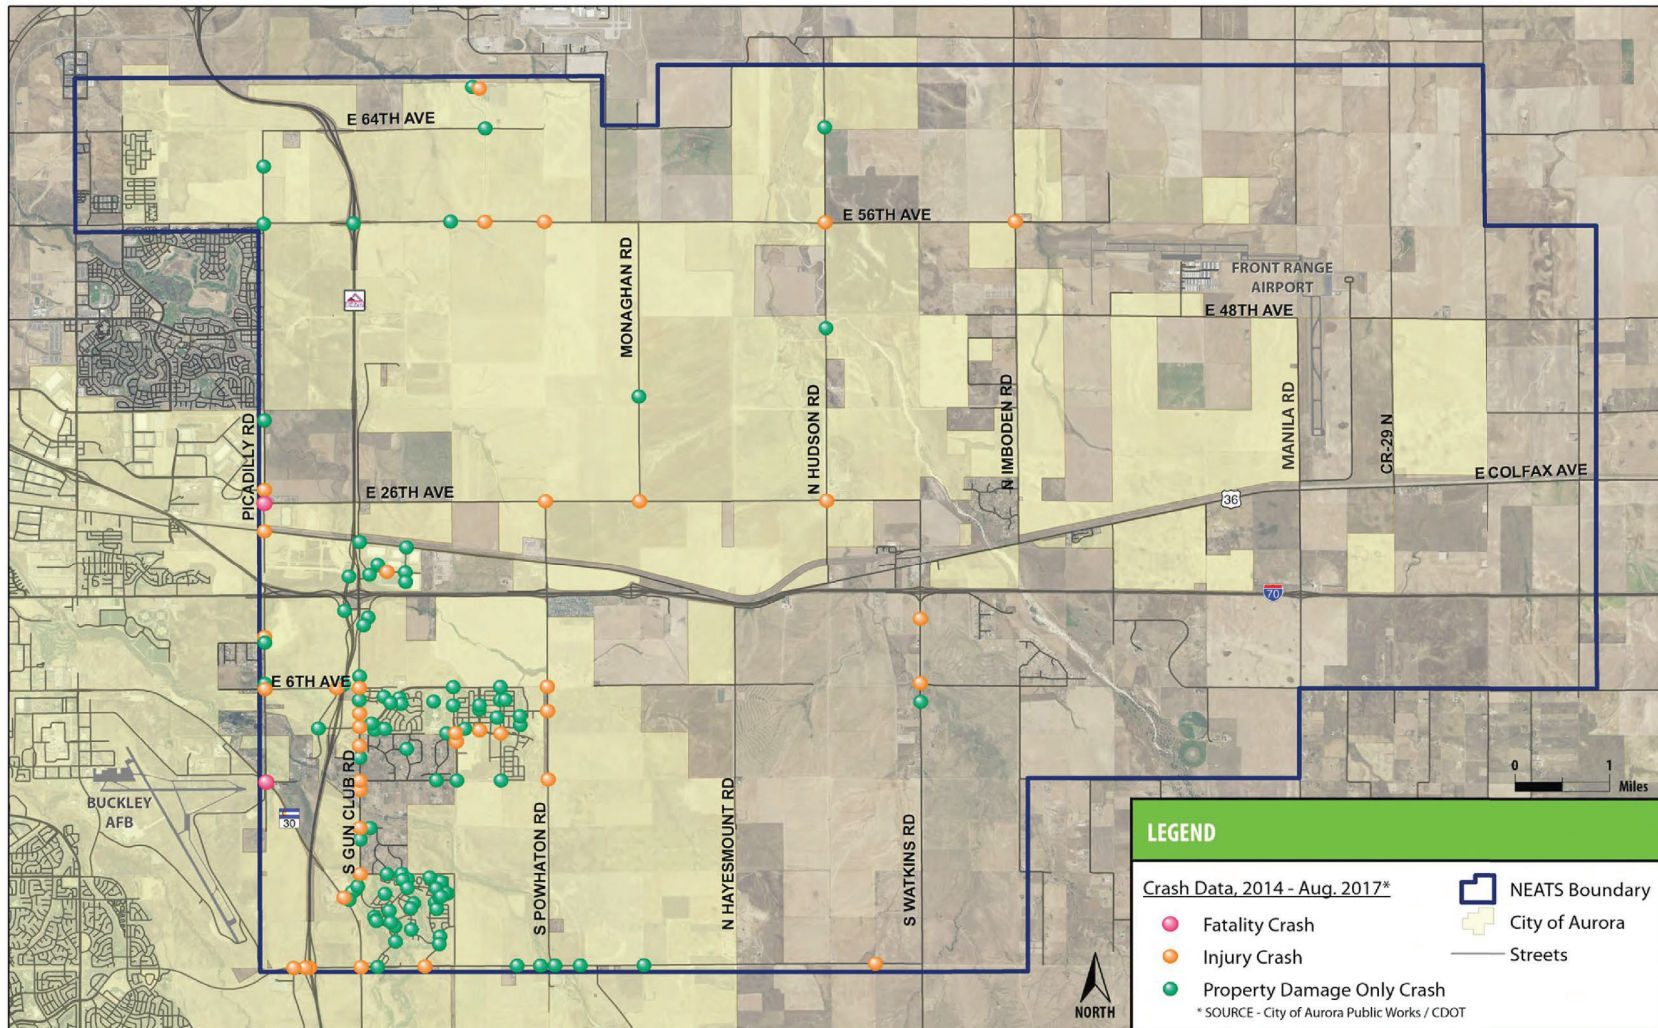 E 64TH AVE
E 56TH AVE
MONAGHAN RD
FRONT RANGE
AIRPORT
E 48TH AVE
PICADILLY RD
N HUDSON RD
N IMBODEN RD
MANILA RD
CR-29 N
E COLFAX AVE
E 26TH AVE
36
70
E 6TH AVE
BUCKLEY
AFB
30
S GUN CLUB RD
S POWHATON RD
N HAYESMOUNT RD
S WATKINS RD
0 1
Miles
NORTH
LEGEND
Crash Data, 2014 - Aug. 2017*
Fatality Crash
Injury Crash
Property Damage Only Crash
NEATS Boundary
City of Aurora
Streets
* SOURCE - City of Aurora Public Works / CDOT